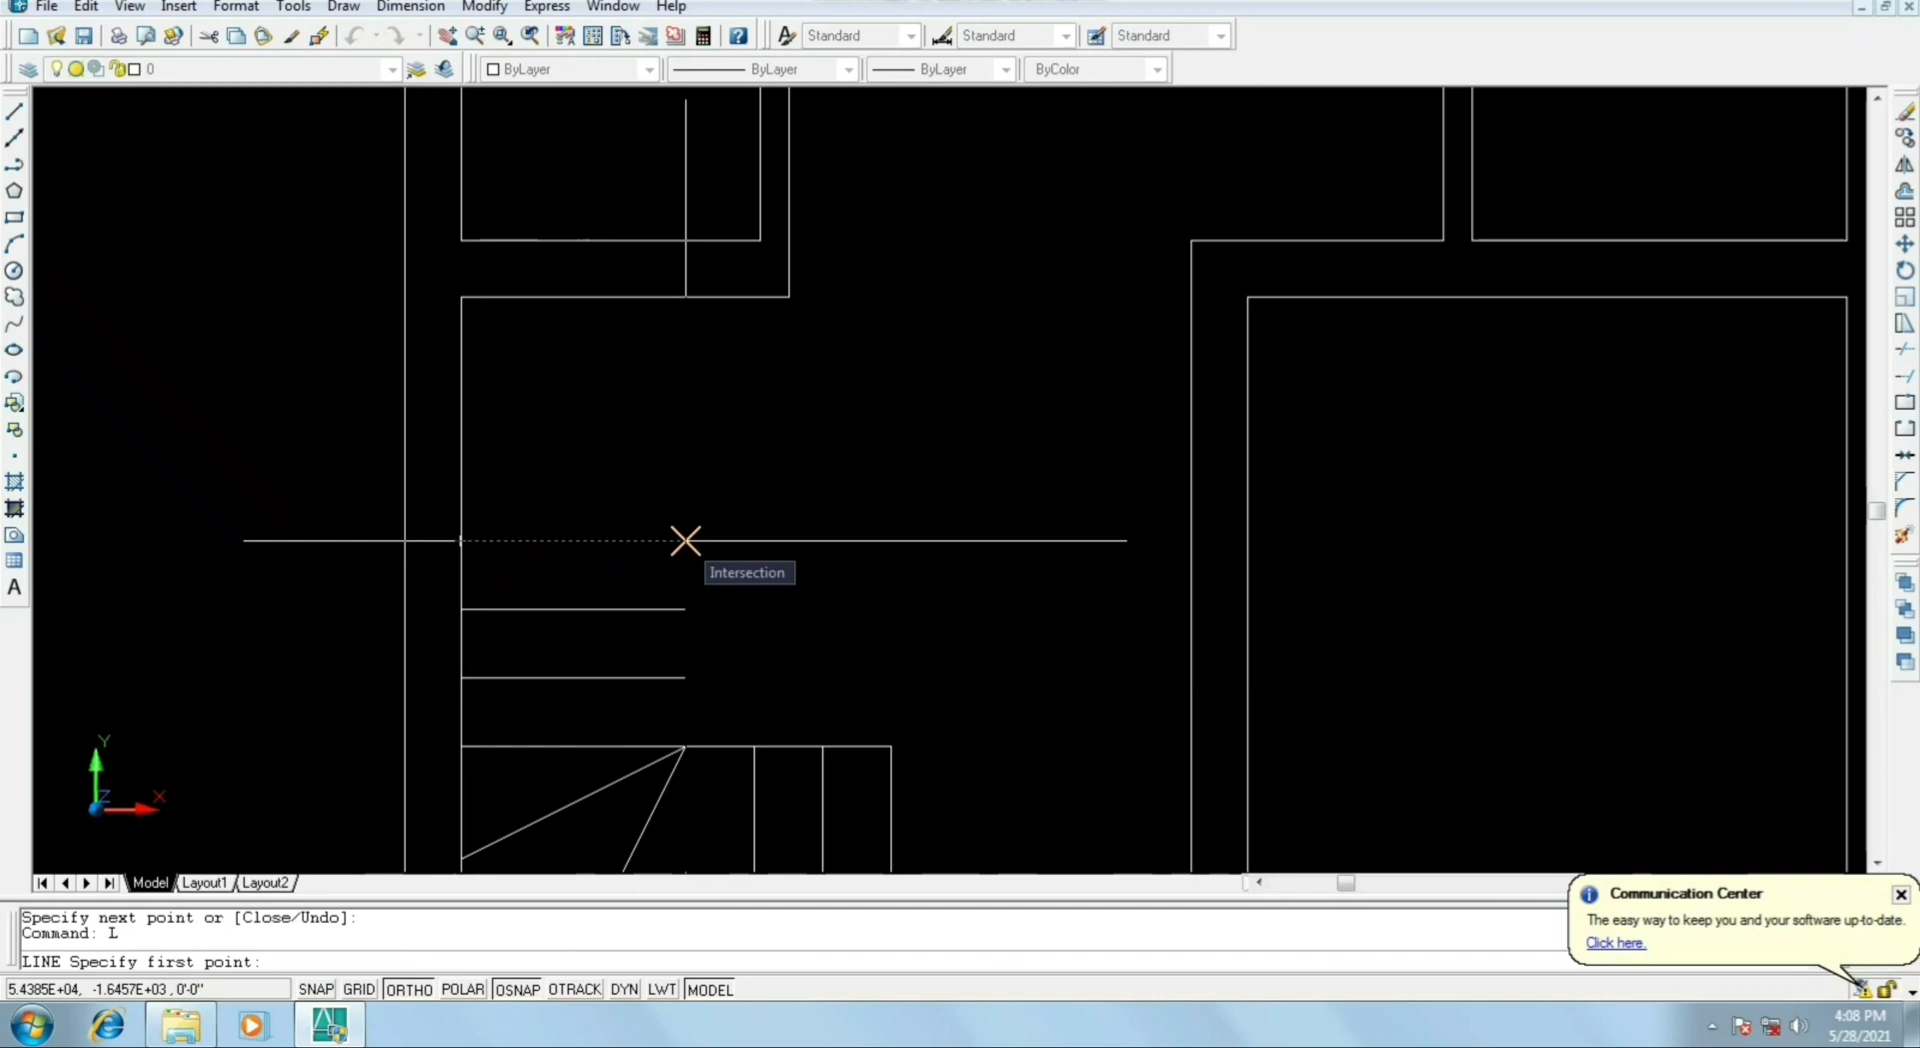 File Edit View Insert Format Tools Draw Dimension Modify Express Window Help
Standard Standard Standard
0 ByLayer ByLayer ByLayer ByColor
Intersection
A
Y
Z X
Model Layout1 Layout2
Specify next point or [Close/Undo]:
Command: L
LINE Specify first point:
Communication Center
The easy way to keep you and your software up-to-date.
Click here.
5.4385E+04, -1.6457E+03 , 0'-0" SNAP GRID ORTHO POLAR OSNAP OTRACK DYN LWT MODEL
4:08 PM
5/28/2021